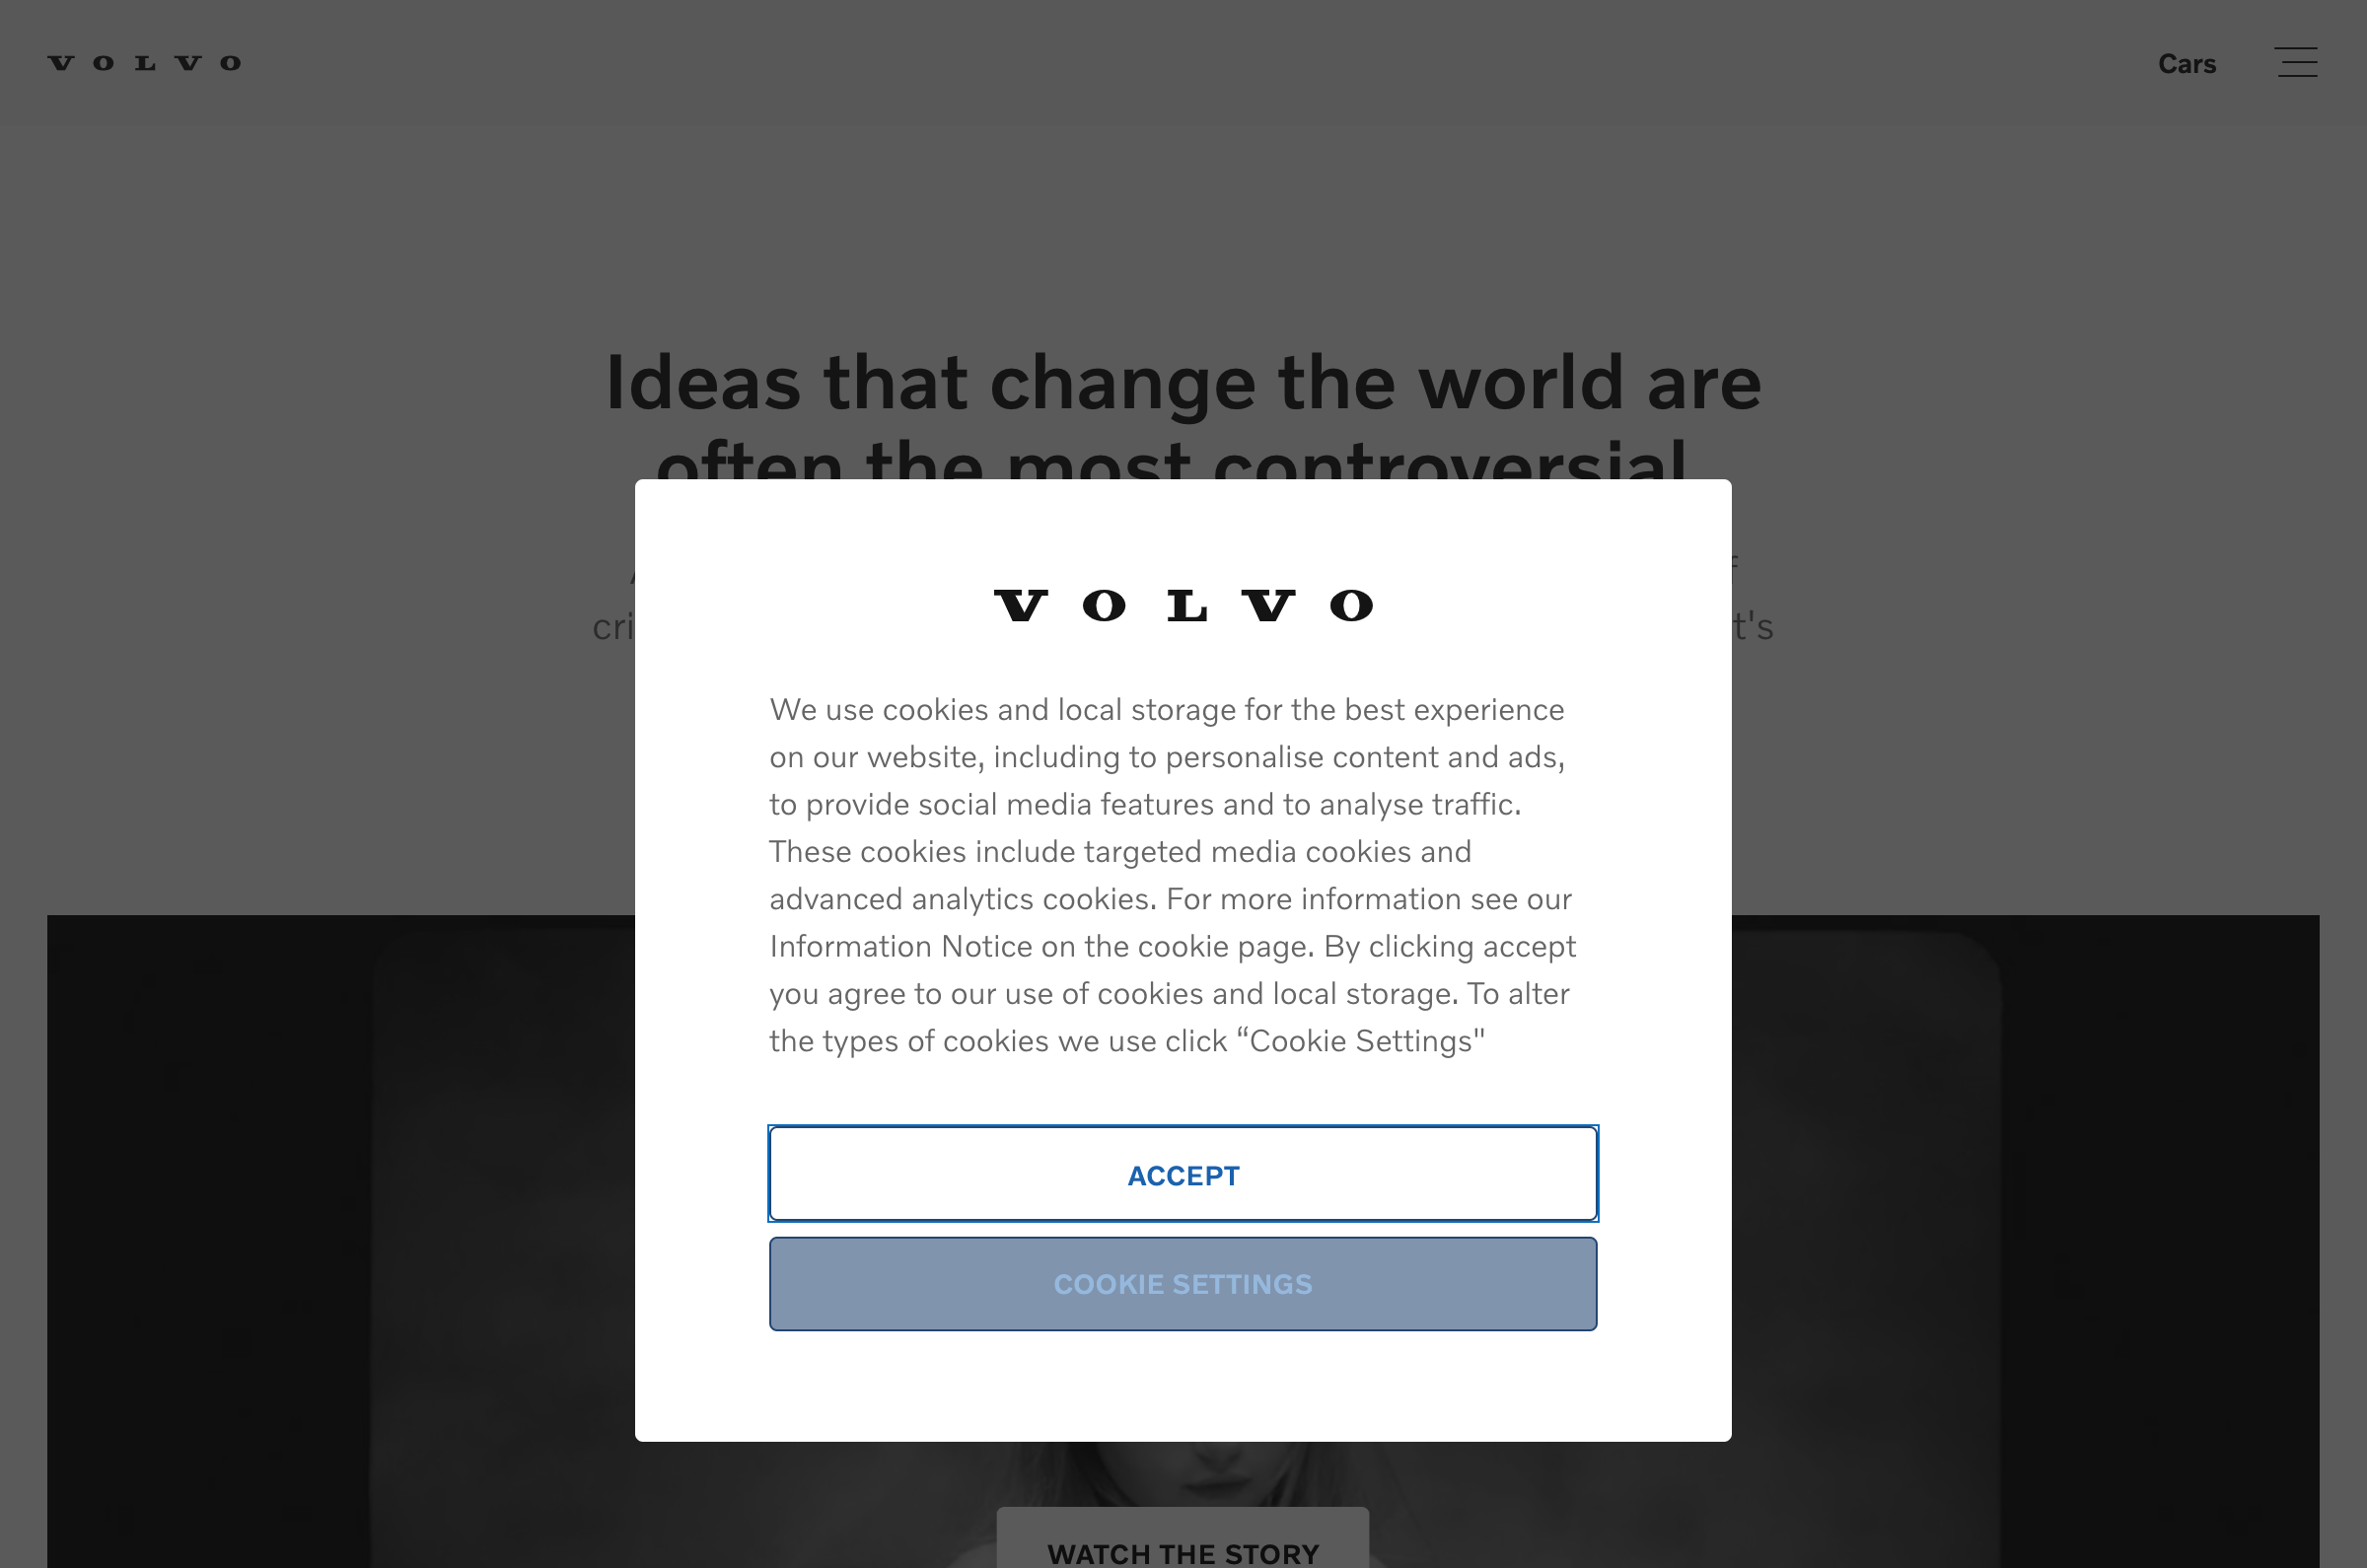 VOLVO
Cars
Ideas that change the world are
often the most controversial
cri
t's
VOLVO
We use cookies and local storage for the best experience
on our website, including to personalise content and ads,
to provide social media features and to analyse traffic.
These cookies include targeted media cookies and
advanced analytics cookies. For more information see our
Information Notice on the cookie page. By clicking accept
you agree to our use of cookies and local storage. To alter
the types of cookies we use click “Cookie Settings"
ACCEPT
COOKIE SETTINGS
WATCH THE STORY